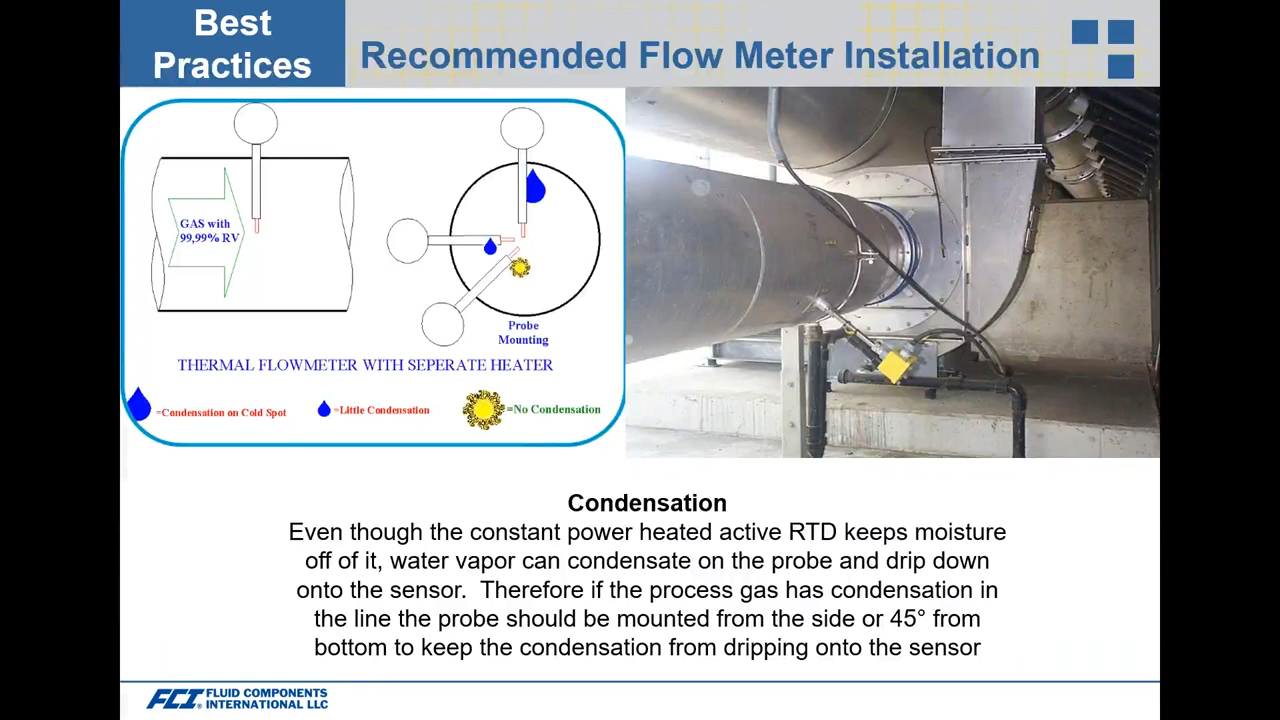 Best
Practices
Recommended Flow Meter Installation
GAS with
99,99% RV
Probe
Mounting
THERMAL FLOWMETER WITH SEPERATE HEATER
=Condensation on Cold Spot
=Little Condensation
=No Condensation
Condensation
Even though the constant power heated active RTD keeps moisture
off of it, water vapor can condensate on the probe and drip down
onto the sensor.  Therefore if the process gas has condensation in
the line the probe should be mounted from the side or 45° from
bottom to keep the condensation from dripping onto the sensor
FCI® FLUID COMPONENTS
INTERNATIONAL LLC